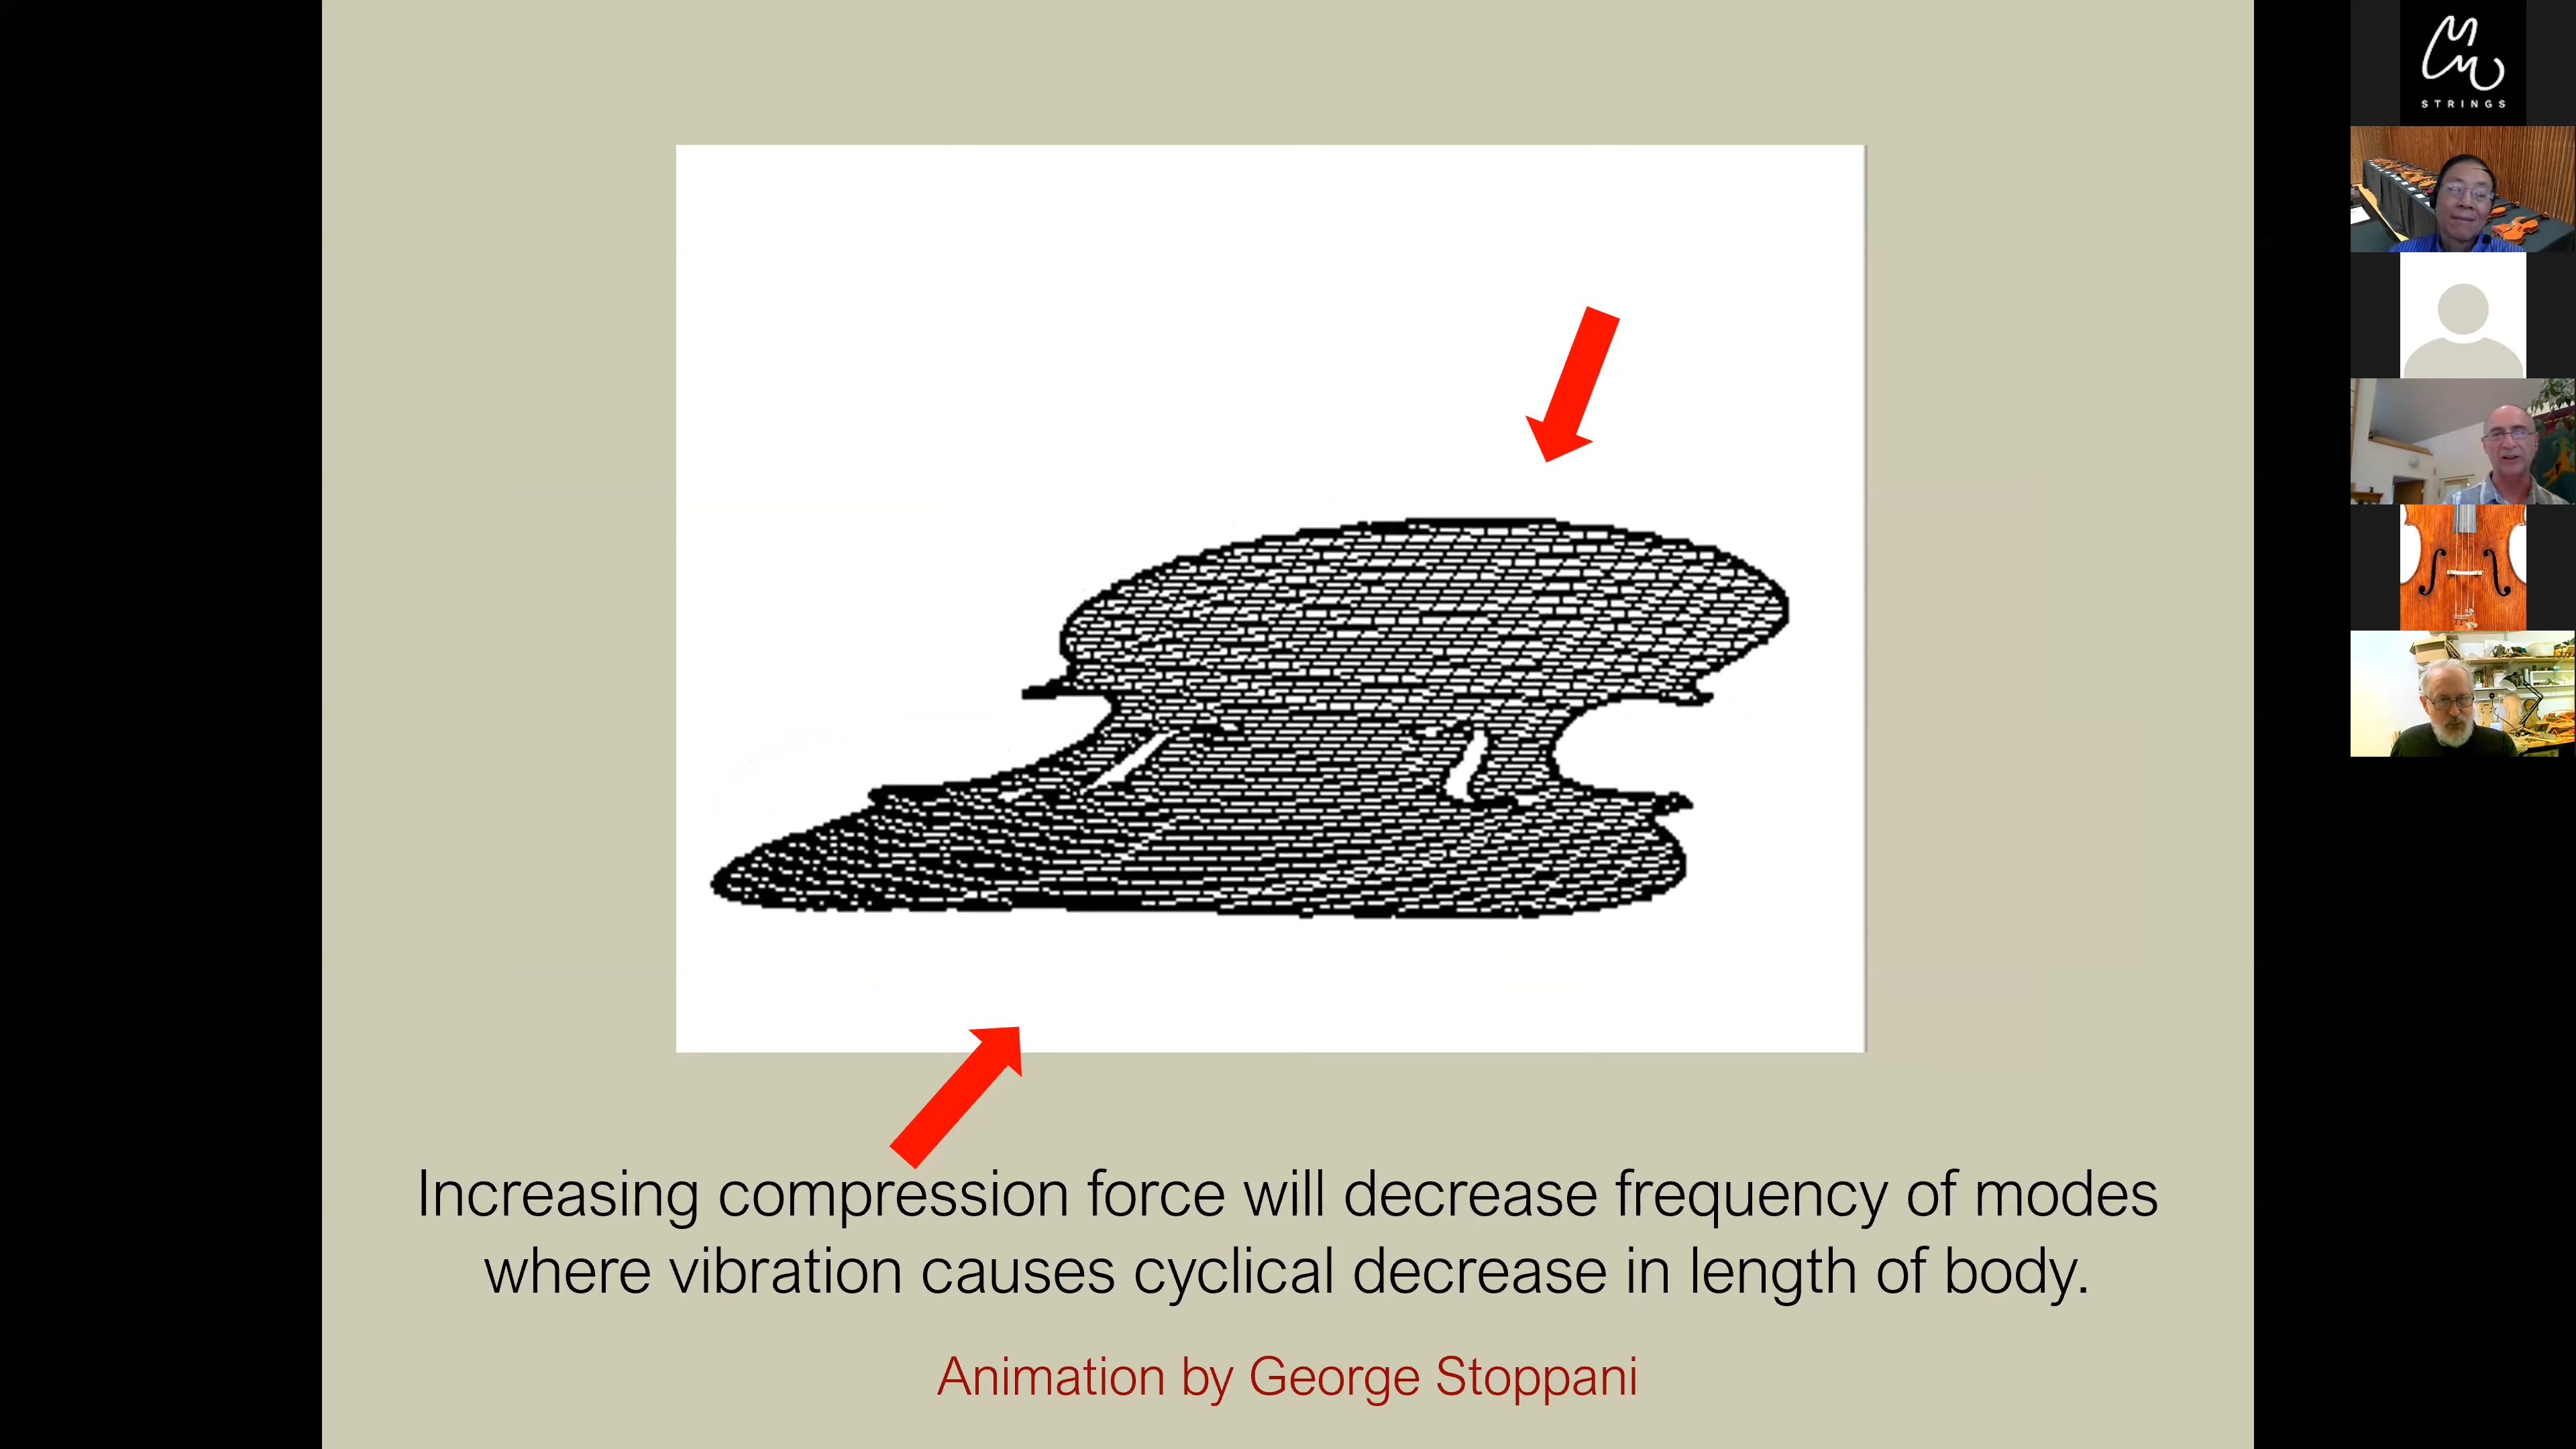 STRINGS
Increasing compression force will decrease frequency of modes
where vibration causes cyclical decrease in length of body.
Animation by George Stoppani